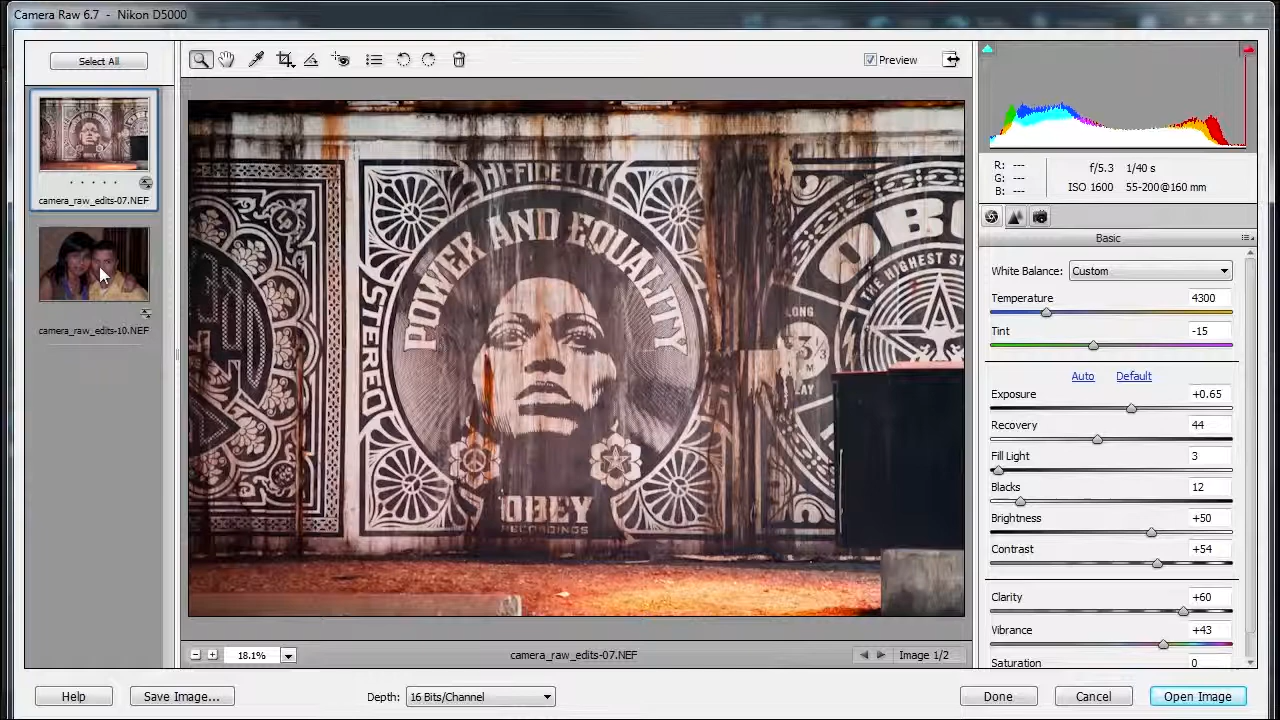 Camera Raw 6.7 - Nikon D5000
Select All
Preview
camera_raw_edits-07.NEF
camera_raw_edits-10.NEF
HI-FIDELITY
POWER AND EQUALITY
STEREO
OBEY
RECORDINGS
LONG
33
PLAY
THE HIGHEST
R: ---
G: ---
B: ---
f/5.3 1/40 s
ISO 1600 55-200@160 mm
Basic
White Balance: Custom
Temperature 4300
Tint -15
Auto Default
Exposure +0.65
Recovery 44
Fill Light 3
Blacks 12
Brightness +50
Contrast +54
Clarity +60
Vibrance +43
Saturation 0
18.1%
camera_raw_edits-07.NEF
Image 1/2
Help
Save Image...
Depth: 16 Bits/Channel
Done
Cancel
Open Image